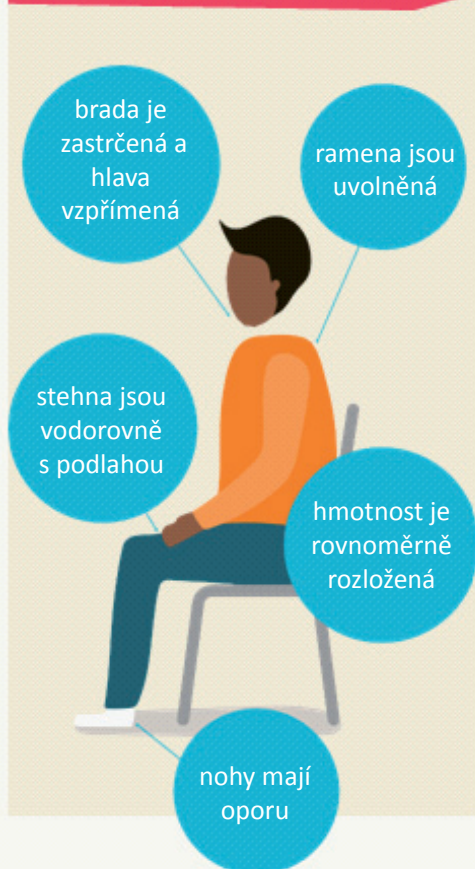 brada je
zastrčená a
hlava
vzpřímená
ramena jsou
uvolněná
stehna jsou
vodorovně
s podlahou
hmotnost je
rovnoměrně
rozložená
nohy mají
oporu